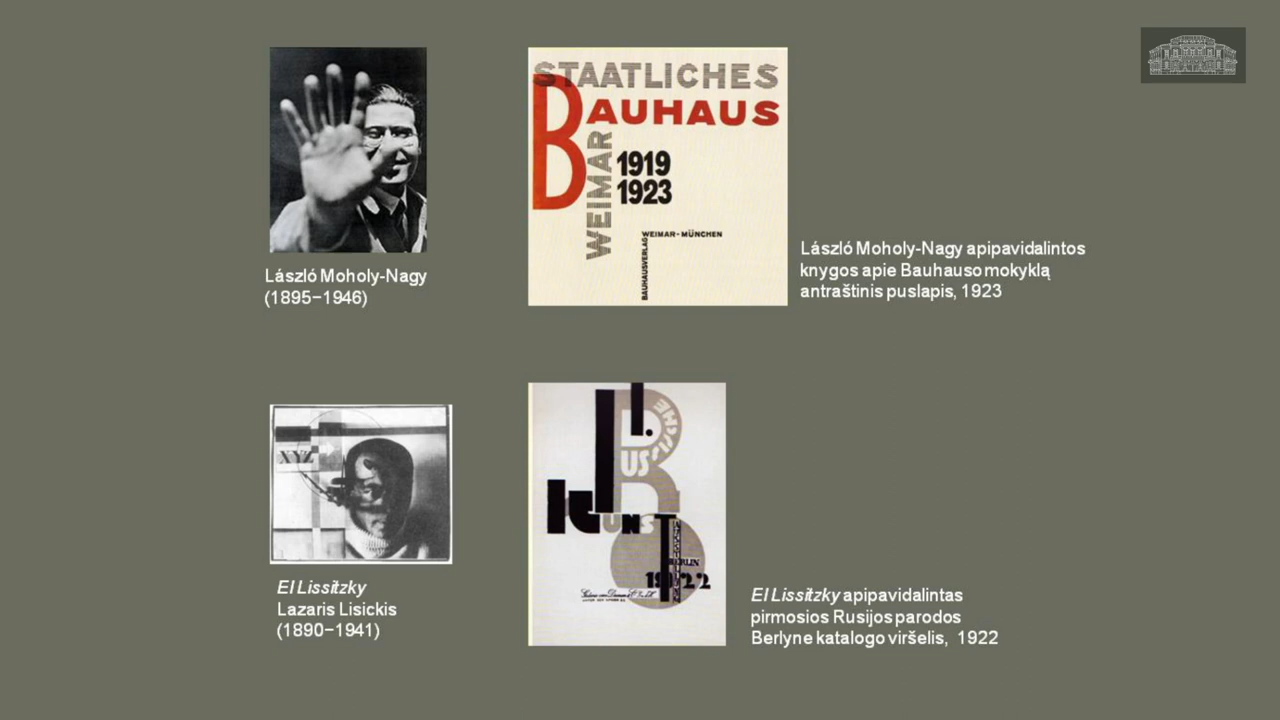 STAATLICHES
BAUHAUS
WEIMAR
1919
1923
WEIMAR-MÜNCHEN
BAUHAUSVERLAG
László Moholy-Nagy
(1895–1946)
László Moholy-Nagy apipavidalintos
knygos apie Bauhauso mokyklą
antraštinis puslapis, 1923
XYZ
1.
RUSSISCHE
KUNST
BERLIN
1922
El Lissitzky
Lazaris Lisickis
(1890–1941)
El Lissitzky apipavidalintas
pirmosios Rusijos parodos
Berlyne katalogo viršelis, 1922